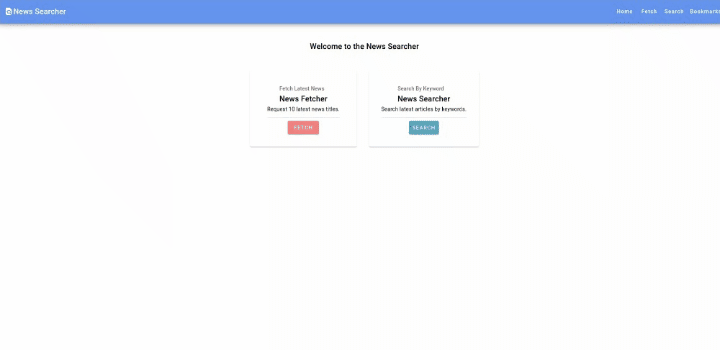 News Searcher
Home Fetch Search Bookmarks
Welcome to the News Searcher
Fetch Latest News
News Fetcher
Request 10 latest news titles.
FETCH
Search By Keyword
News Searcher
Search latest articles by keywords.
SEARCH